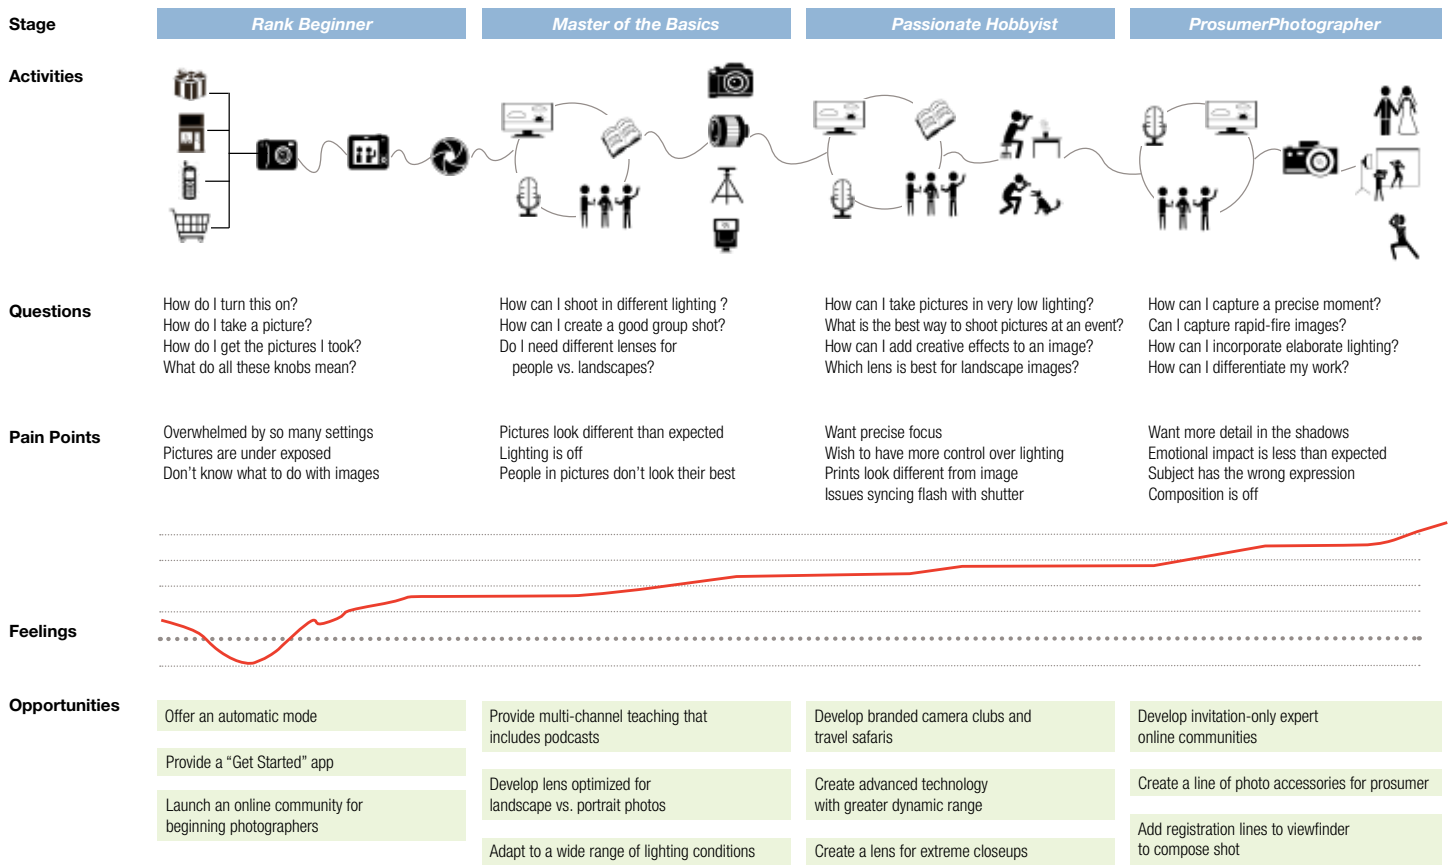 Stage
Rank Beginner
Master of the Basics
Passionate Hobbyist
ProsumerPhotographer
Activities
Questions
How do I turn this on?
How do I take a picture?
How do I get the pictures I took?
What do all these knobs mean?
How can I shoot in different lighting ?
How can I create a good group shot?
Do I need different lenses for
people vs. landscapes?
How can I take pictures in very low lighting?
What is the best way to shoot pictures at an event?
How can I add creative effects to an image?
Which lens is best for landscape images?
How can I capture a precise moment?
Can I capture rapid-fire images?
How can I incorporate elaborate lighting?
How can I differentiate my work?
Pain Points
Overwhelmed by so many settings
Pictures are under exposed
Don’t know what to do with images
Pictures look different than expected
Lighting is off
People in pictures don’t look their best
Want precise focus
Wish to have more control over lighting
Prints look different from image
Issues syncing flash with shutter
Want more detail in the shadows
Emotional impact is less than expected
Subject has the wrong expression
Composition is off
Feelings
Opportunities
Offer an automatic mode
Provide a “Get Started” app
Launch an online community for
beginning photographers
Provide multi-channel teaching that
includes podcasts
Develop lens optimized for
landscape vs. portrait photos
Adapt to a wide range of lighting conditions
Develop branded camera clubs and
travel safaris
Create advanced technology
with greater dynamic range
Create a lens for extreme closeups
Develop invitation-only expert
online communities
Create a line of photo accessories for prosumer
Add registration lines to viewfinder
to compose shot